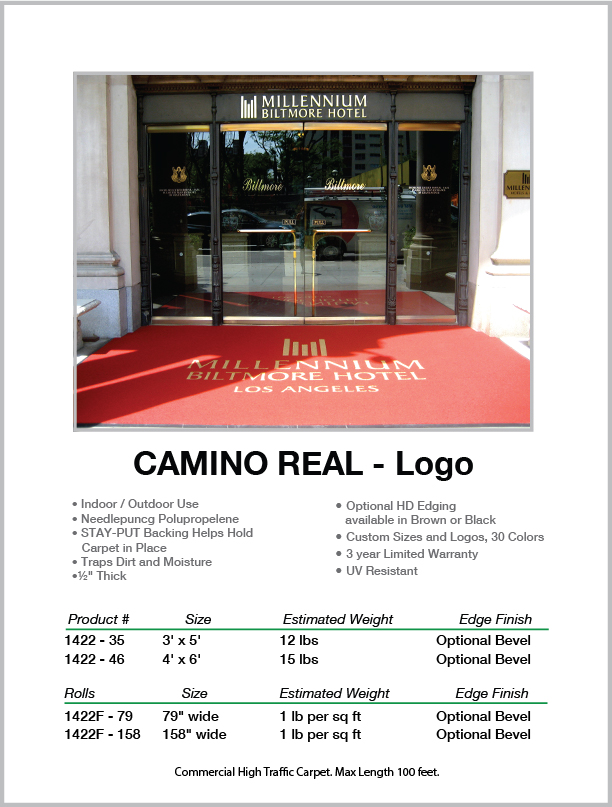 MILLENNIUM
BILTMORE HOTEL
Biltmore Biltmore
PULL PULL
MILLENNIUM
BILTMORE HOTEL
LOS ANGELES
CAMINO REAL - Logo
• Indoor / Outdoor Use
• Needlepuncg Polupropelene
• STAY-PUT Backing Helps Hold
Carpet in Place
• Traps Dirt and Moisture
•½" Thick
• Optional HD Edging
available in Brown or Black
• Custom Sizes and Logos, 30 Colors
• 3 year Limited Warranty
• UV Resistant
Product # Size Estimated Weight Edge Finish
1422 - 35 3' x 5' 12 lbs Optional Bevel
1422 - 46 4' x 6' 15 lbs Optional Bevel
Rolls Size Estimated Weight Edge Finish
1422F - 79 79" wide 1 lb per sq ft Optional Bevel
1422F - 158 158" wide 1 lb per sq ft Optional Bevel
Commercial High Traffic Carpet. Max Length 100 feet.